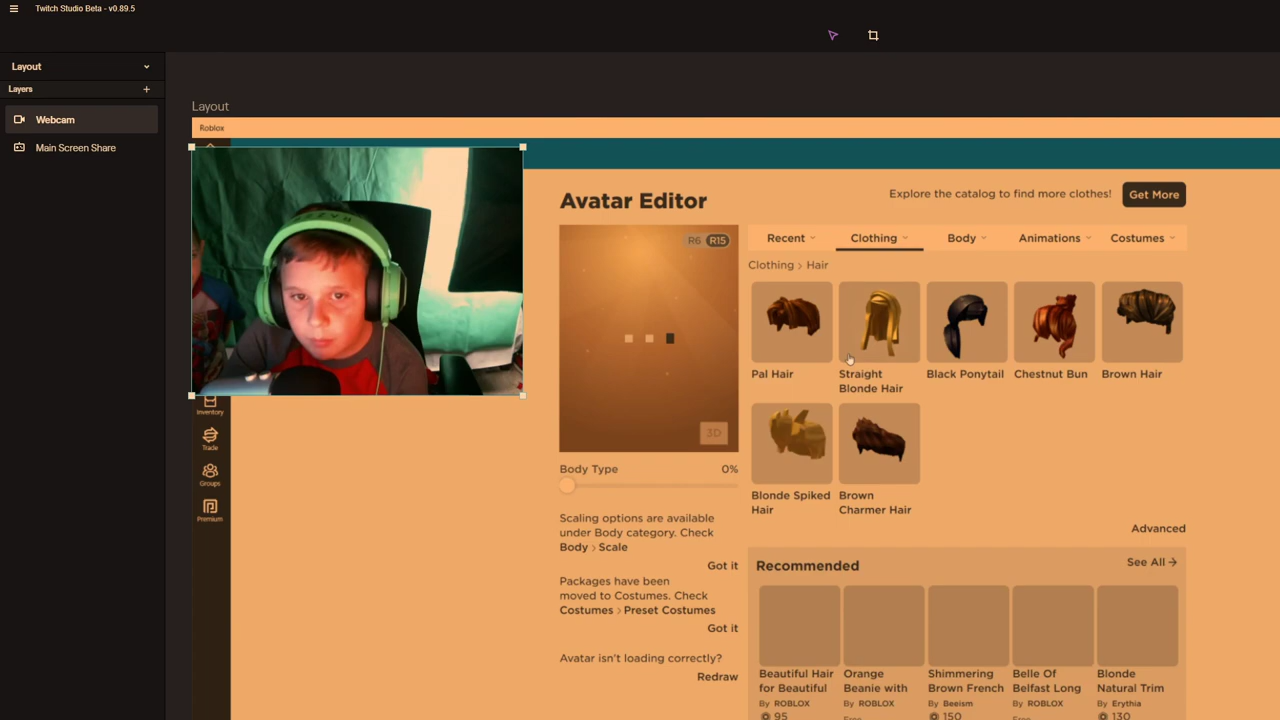 Twitch Studio Beta - v0.89.5
Layout
Layers
Webcam
Main Screen Share
Layout
Roblox
Inventory
Trade
Groups
Premium
Avatar Editor
Explore the catalog to find more clothes!
Get More
R6 R15
3D
Recent
Clothing
Body
Animations
Costumes
Clothing > Hair
Pal Hair
Straight
Blonde Hair
Black Ponytail
Chestnut Bun
Brown Hair
Blonde Spiked
Hair
Brown
Charmer Hair
Advanced
Body Type 0%
Scaling options are available
under Body category. Check
Body > Scale
Got it
Packages have been
moved to Costumes. Check
Costumes > Preset Costumes
Got it
Avatar isn't loading correctly?
Redraw
Recommended
See All →
Beautiful Hair
for Beautiful
By ROBLOX
95
Orange
Beanie with
By ROBLOX
Free
Shimmering
Brown French
By Beeism
150
Belle Of
Belfast Long
By ROBLOX
Free
Blonde
Natural Trim
By Erythia
130